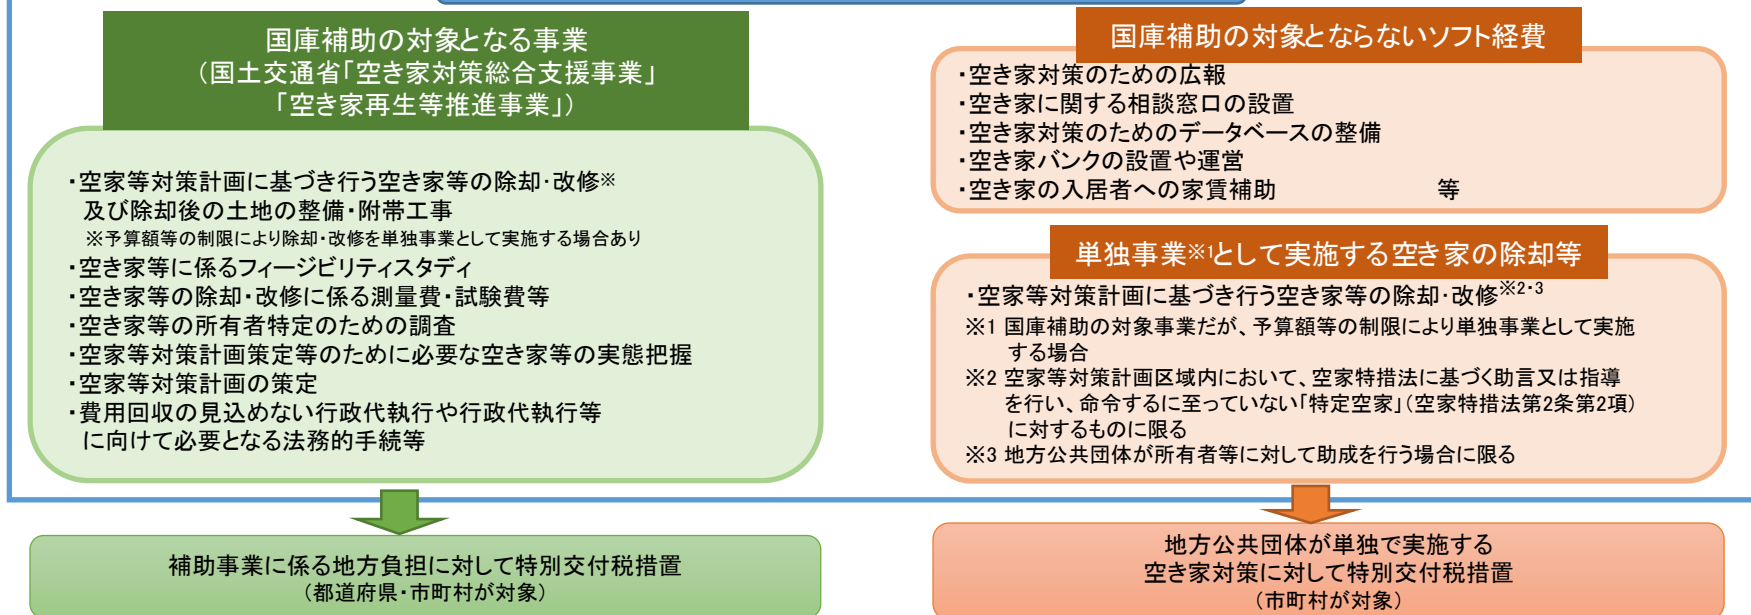 国庫補助の対象となる事業
（国土交通省「空き家対策総合支援事業」
「空き家再生等推進事業」）
・空家等対策計画に基づき行う空き家等の除却・改修※
及び除却後の土地の整備・附帯工事
※予算額等の制限により除却・改修を単独事業として実施する場合あり
・空き家等に係るフィージビリティスタディ
・空き家等の除却・改修に係る測量費・試験費等
・空き家等の所有者特定のための調査
・空家等対策計画策定等のために必要な空き家等の実態把握
・空家等対策計画の策定
・費用回収の見込めない行政代執行や行政代執行等
に向けて必要となる法務的手続等
補助事業に係る地方負担に対して特別交付税措置
（都道府県・市町村が対象）
国庫補助の対象とならないソフト経費
・空き家対策のための広報
・空き家に関する相談窓口の設置
・空き家対策のためのデータベースの整備
・空き家バンクの設置や運営
・空き家の入居者への家賃補助　　　　　　等
単独事業※1として実施する空き家の除却等
・空家等対策計画に基づき行う空き家等の除却・改修※2・3
※1 国庫補助の対象事業だが、予算額等の制限により単独事業として実施
する場合
※2 空家等対策計画区域内において、空家特措法に基づく助言又は指導
を行い、命令するに至っていない「特定空家」（空家特措法第2条第2項）
に対するものに限る
※3 地方公共団体が所有者等に対して助成を行う場合に限る
地方公共団体が単独で実施する
空き家対策に対して特別交付税措置
（市町村が対象）